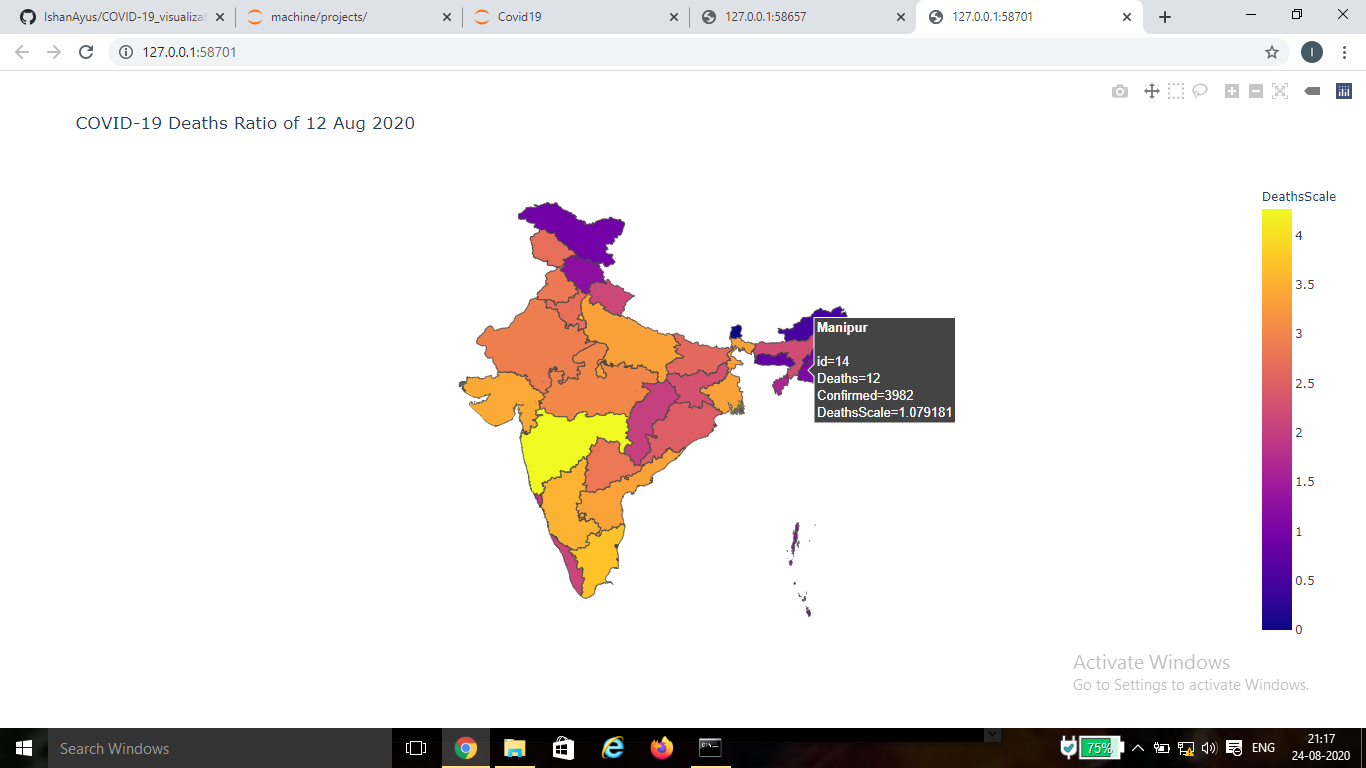 IshanAyus/COVID-19_visualizat
machine/projects/
Covid19
127.0.0.1:58657
127.0.0.1:58701
127.0.0.1:58701
I
COVID-19 Deaths Ratio of 12 Aug 2020
DeathsScale
4
3.5
3
2.5
2
1.5
1
0.5
0
Manipur
id=14
Deaths=12
Confirmed=3982
DeathsScale=1.079181
Activate Windows
Go to Settings to activate Windows.
Search Windows
75%
ENG
21:17
24-08-2020